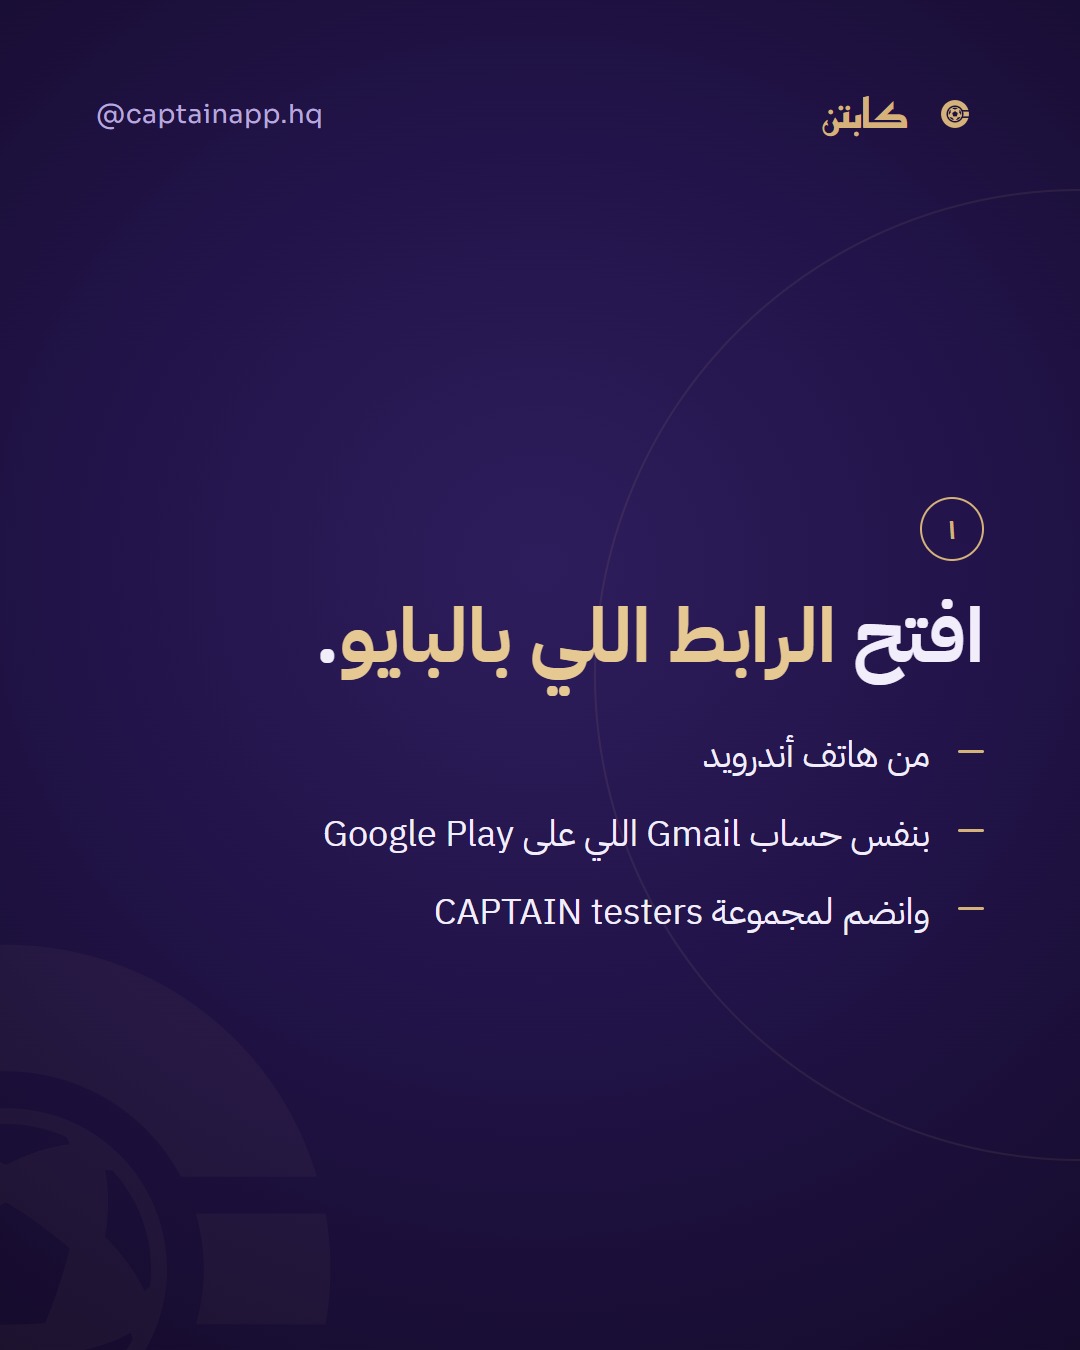 كابتن
@captainapp.hq
١
افتح الرابط اللي بالبايو.
من هاتف أندرويد
بنفس حساب Gmail اللي على Google Play
وانضم لمجموعة CAPTAIN testers